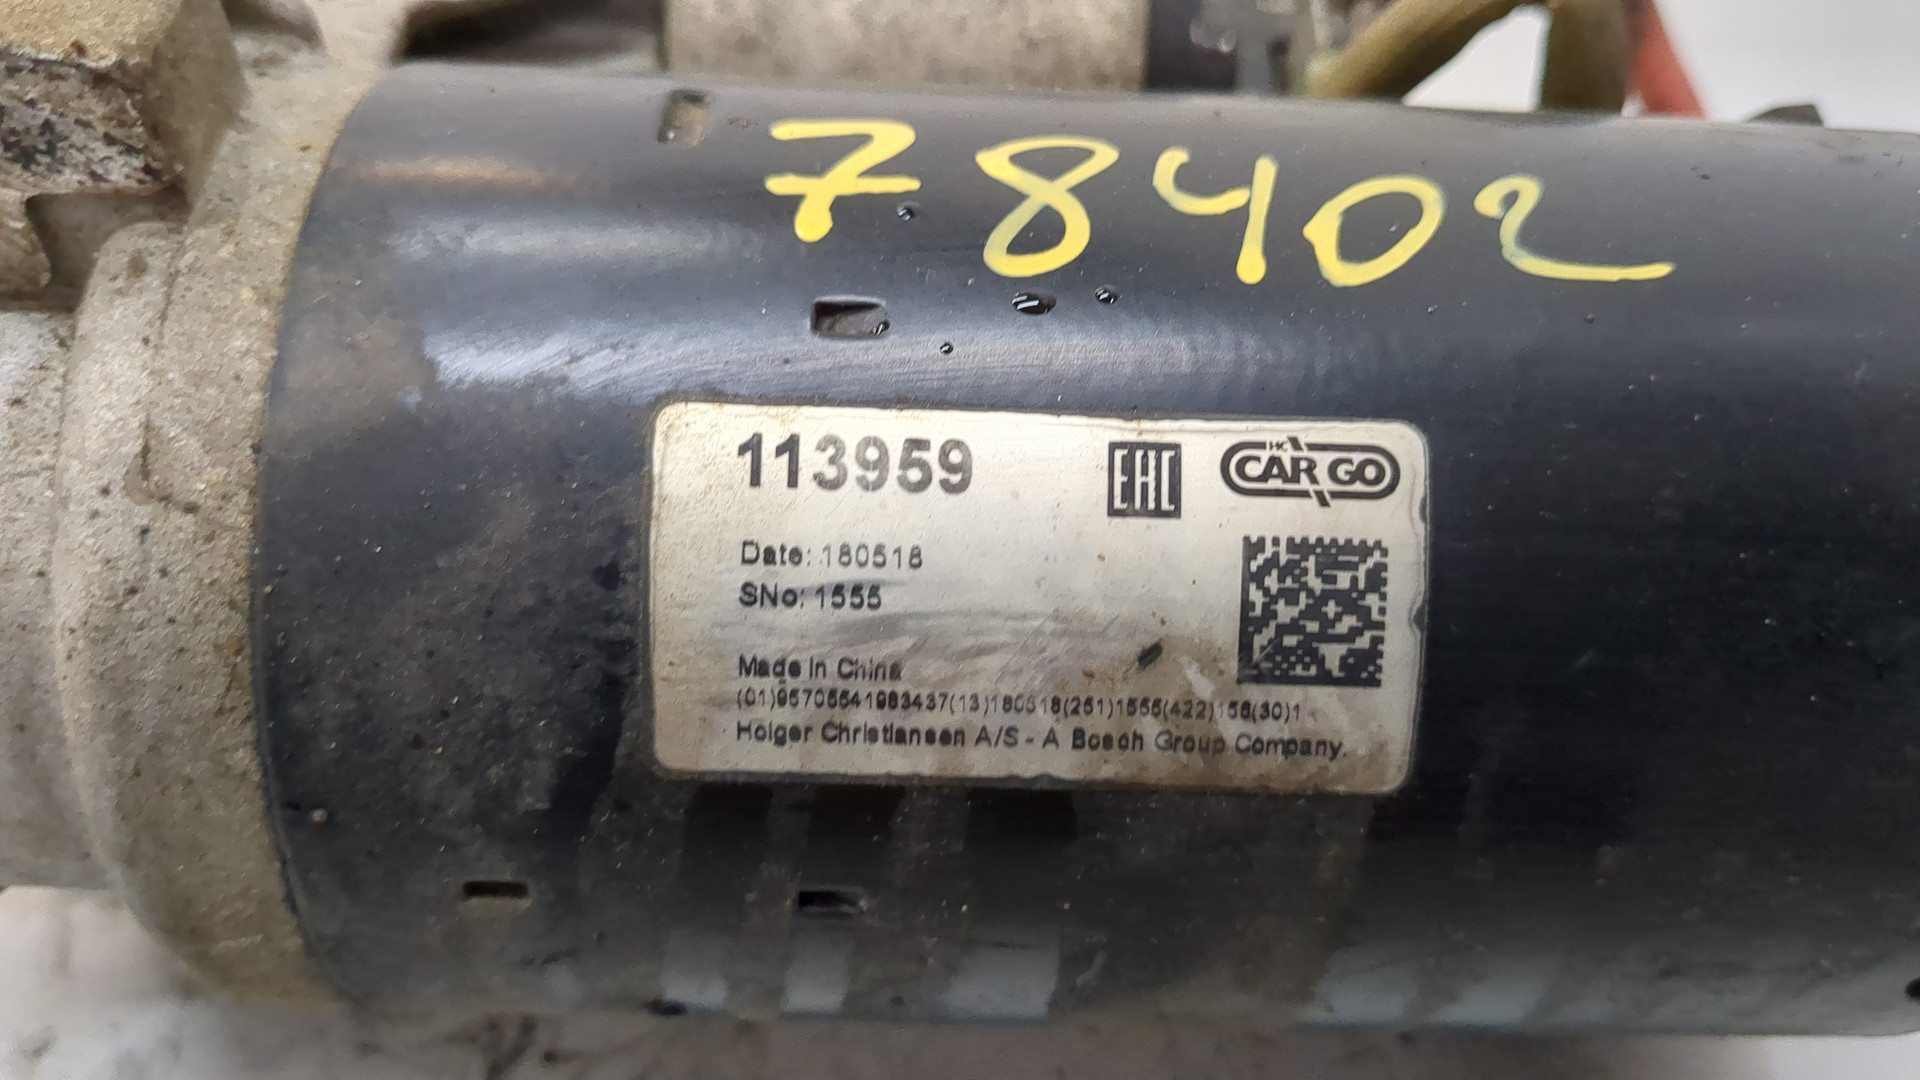 78402
113959
EAC
HC
CARGO
Date: 180518
SNo: 1555
Made in China
(01)05705541983437(13)180518(251)1555(422)156(30)1
Holger Christiansen A/S - A Bosch Group Company.